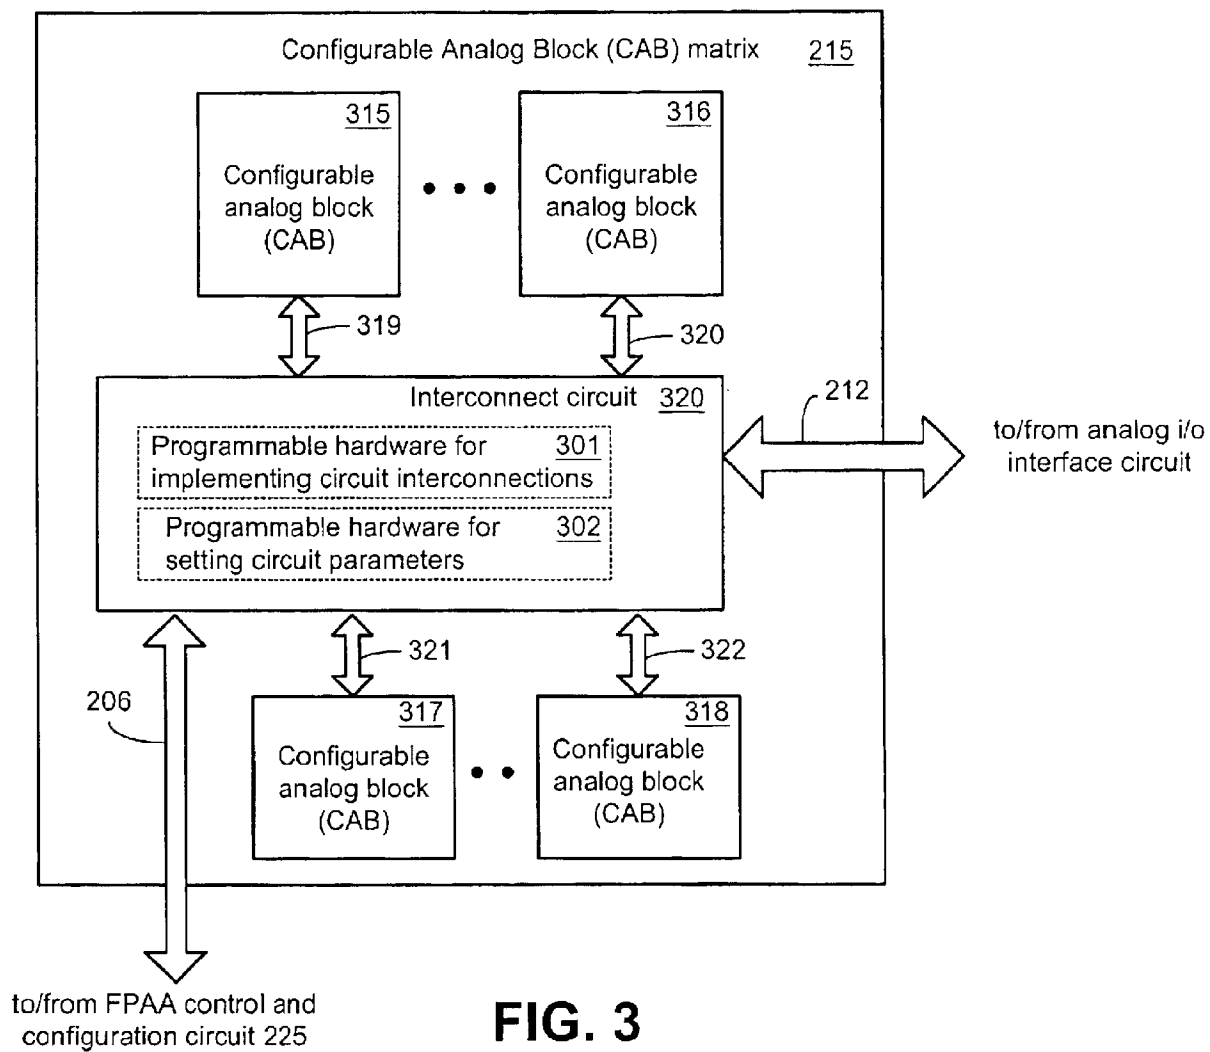 Configurable Analog Block (CAB) matrix 215
315
Configurable
analog block
(CAB)
316
Configurable
analog block
(CAB)
319
320
Interconnect circuit 320
Programmable hardware for 301
implementing circuit interconnections
Programmable hardware for 302
setting circuit parameters
212
to/from analog i/o
interface circuit
321
322
206
317
Configurable
analog block
(CAB)
318
Configurable
analog block
(CAB)
to/from FPAA control and
configuration circuit 225
FIG. 3